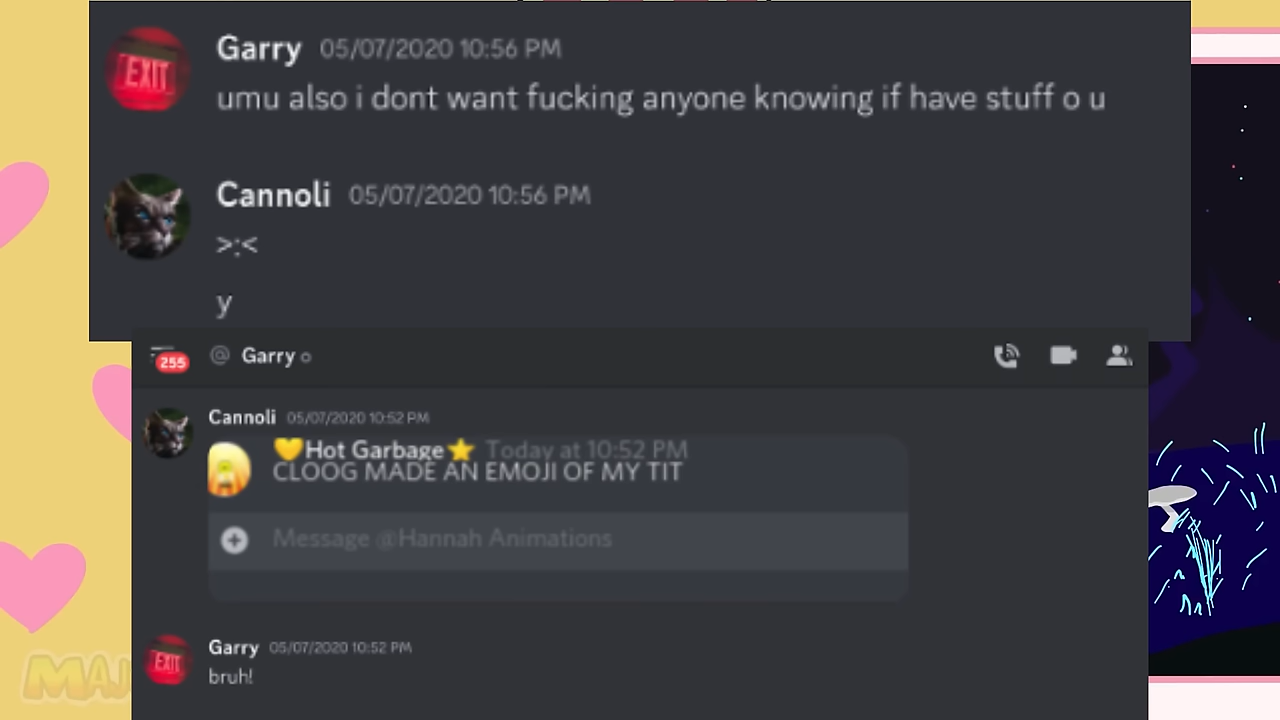 Garry 05/07/2020 10:56 PM
EXIT
umu also i dont want fucking anyone knowing if have stuff o u
Cannoli 05/07/2020 10:56 PM
>;<
y
255
@ Garry
Cannoli 05/07/2020 10:52 PM
💛Hot Garbage⭐ Today at 10:52 PM
CLOOG MADE AN EMOJI OF MY TIT
Message @Hannah Animations
Garry 05/07/2020 10:52 PM
EXIT
bruh!